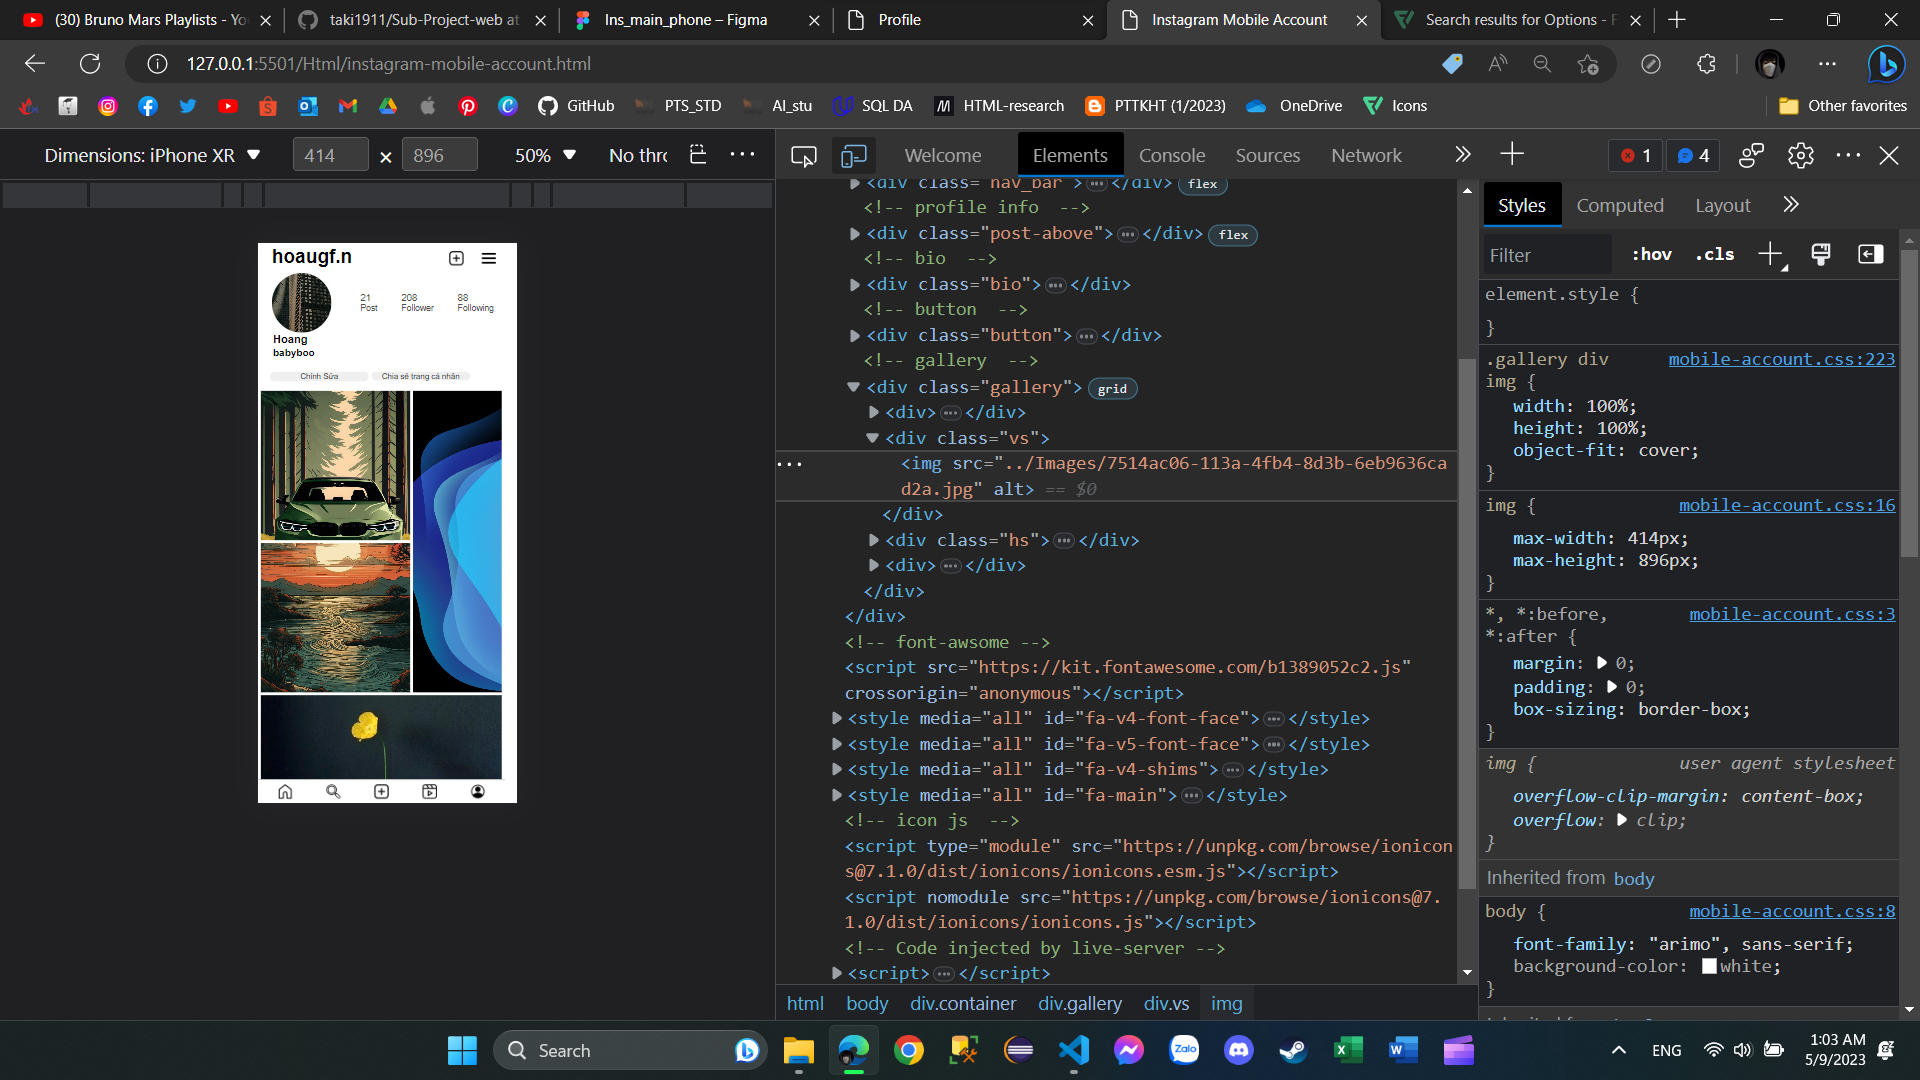 (30) Bruno Mars Playlists - Yo
taki1911/Sub-Project-web at
Ins_main_phone – Figma
Profile
Instagram Mobile Account
Search results for Options - F
127.0.0.1:5501/Html/instagram-mobile-account.html
GitHub
PTS_STD
AI_stu
SQL DA
HTML-research
PTTKHT (1/2023)
OneDrive
Icons
Other favorites
Dimensions: iPhone XR
414
×
896
50%
No thro
Welcome
Elements
Console
Sources
Network
1
4
<div class="nav_bar">…</div> flex
<!-- profile info -->
<div class="post-above">…</div> flex
<!-- bio -->
<div class="bio">…</div>
<!-- button -->
<div class="button">…</div>
<!-- gallery -->
<div class="gallery"> grid
<div>…</div>
<div class="vs">
<img src="../Images/7514ac06-113a-4fb4-8d3b-6eb9636ca
d2a.jpg" alt> == $0
</div>
<div class="hs">…</div>
<div>…</div>
</div>
</div>
<!-- font-awsome -->
<script src="https://kit.fontawesome.com/b1389052c2.js"
crossorigin="anonymous"></script>
<style media="all" id="fa-v4-font-face">…</style>
<style media="all" id="fa-v5-font-face">…</style>
<style media="all" id="fa-v4-shims">…</style>
<style media="all" id="fa-main">…</style>
<!-- icon js -->
<script type="module" src="https://unpkg.com/browse/ionicon
s@7.1.0/dist/ionicons/ionicons.esm.js"></script>
<script nomodule src="https://unpkg.com/browse/ionicons@7.
1.0/dist/ionicons/ionicons.js"></script>
<!-- Code injected by live-server -->
<script>…</script>
html
body
div.container
div.gallery
div.vs
img
Styles
Computed
Layout
Filter
:hov
.cls
element.style {
}
.gallery div
mobile-account.css:223
img {
width: 100%;
height: 100%;
object-fit: cover;
}
img {
mobile-account.css:16
max-width: 414px;
max-height: 896px;
}
*, *:before,
mobile-account.css:3
*:after {
margin: 0;
padding: 0;
box-sizing: border-box;
}
img {
user agent stylesheet
overflow-clip-margin: content-box;
overflow: clip;
}
Inherited from body
body {
mobile-account.css:8
font-family: "arimo", sans-serif;
background-color: white;
}
hoaugf.n
21
Post
208
Follower
88
Following
Hoang
babyboo
Chỉnh Sửa
Chia sẻ trang cá nhân
Search
Zalo
ENG
1:03 AM
5/9/2023